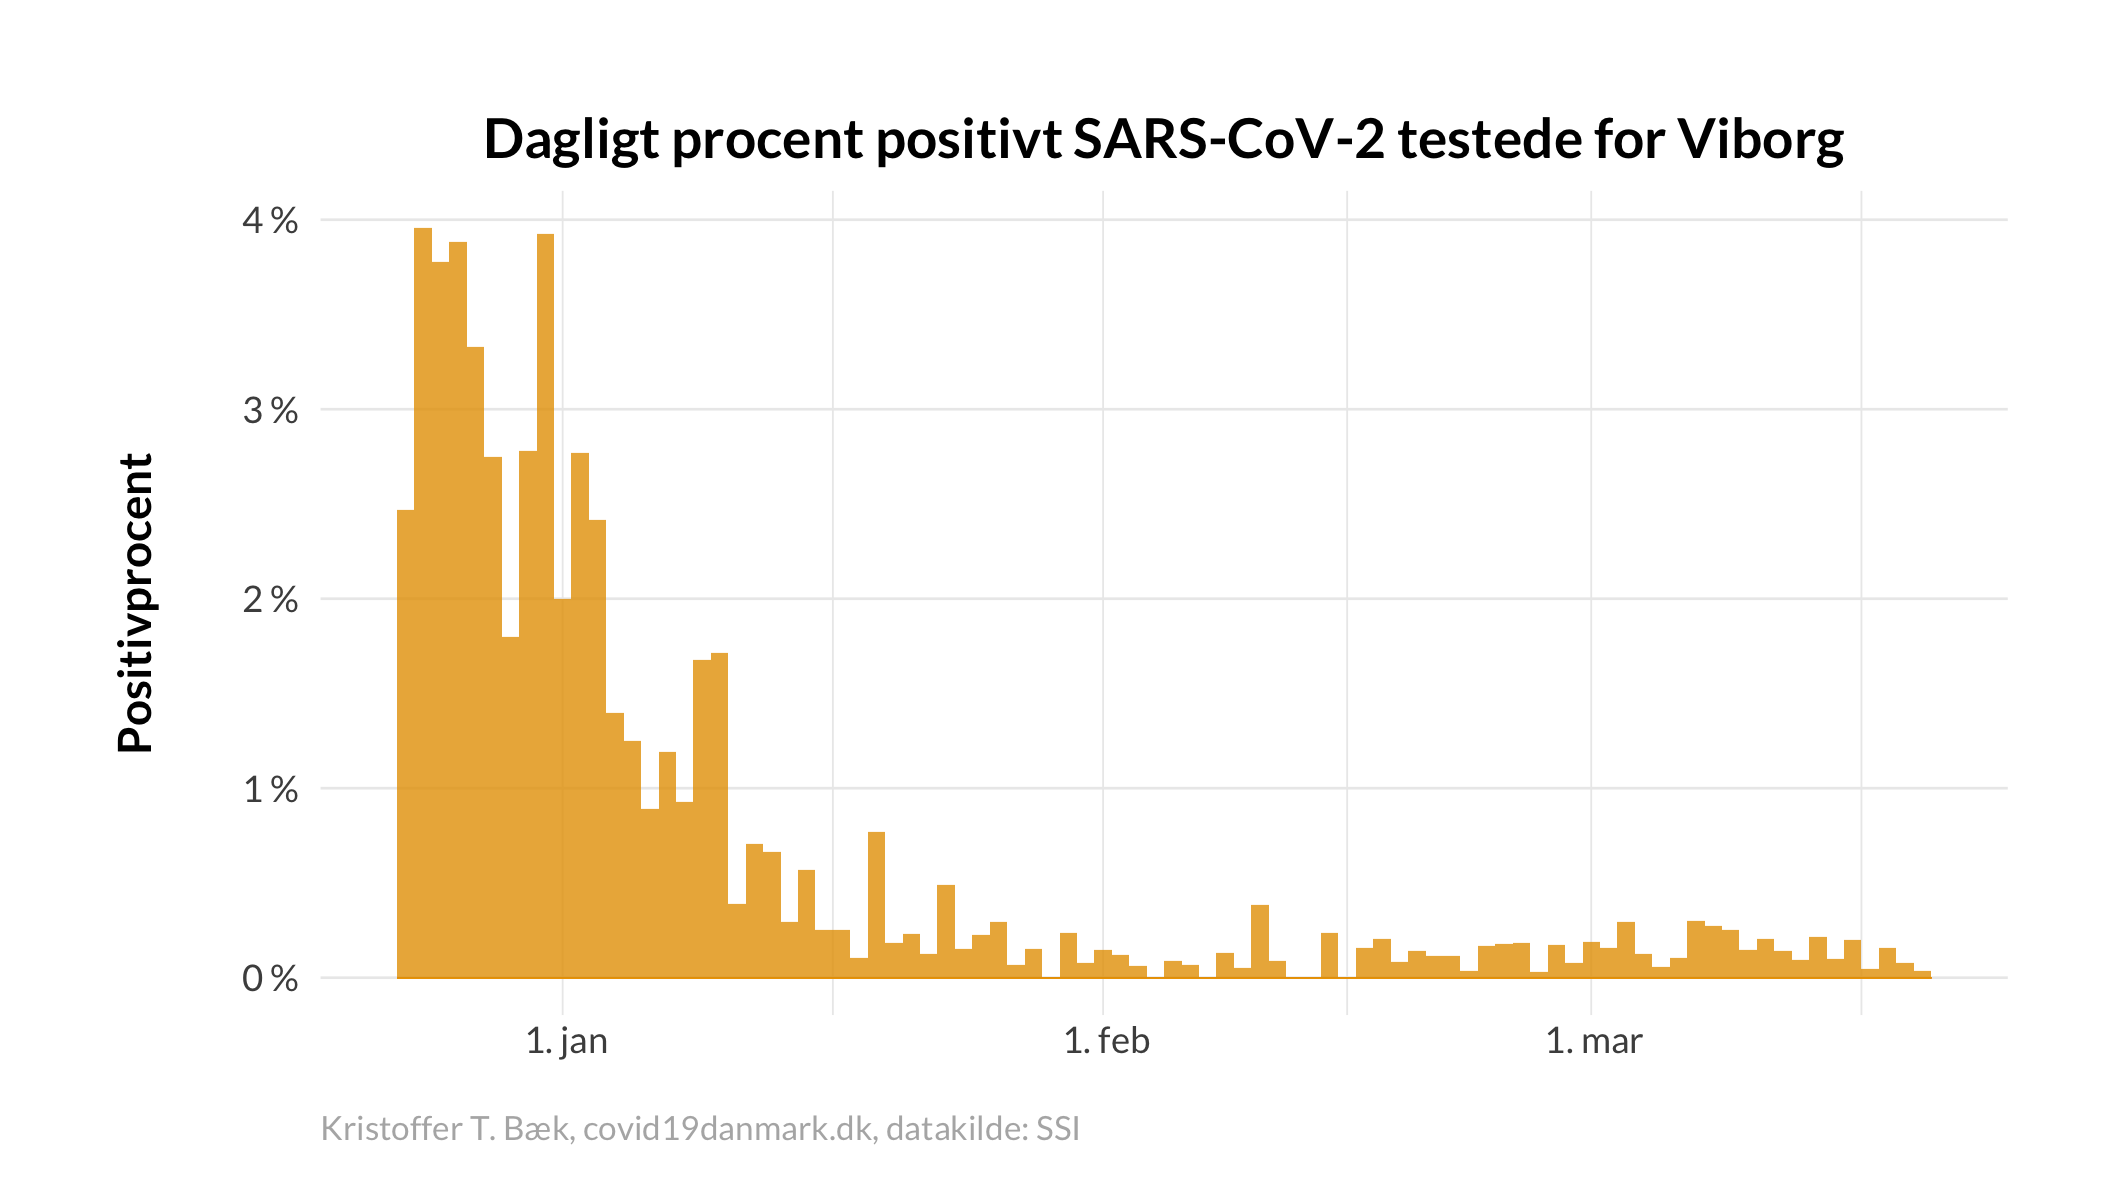 Dagligt procent positivt SARS-CoV-2 testede for Viborg
Positivprocent
4 %
3 %
2 %
1 %
0 %
1. jan
1. feb
1. mar
Kristoffer T. Bæk, covid19danmark.dk, datakilde: SSI